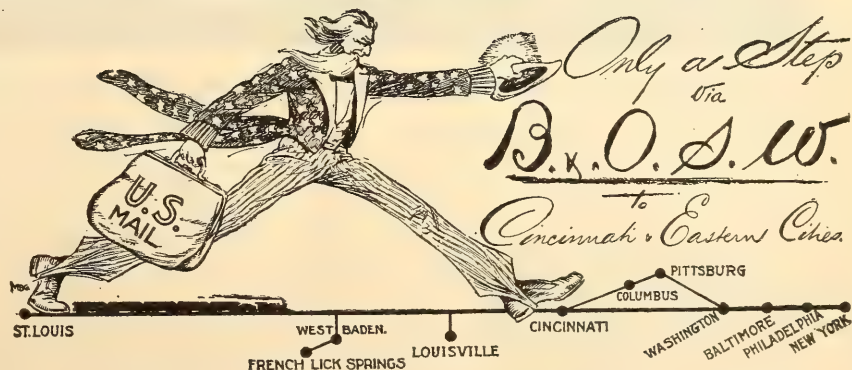 Only a Step
via
B. & O. S. W.
to
Cincinnati & Eastern Cities.
U.S.
MAIL
PITTSBURG
COLUMBUS
ST. LOUIS
WEST BADEN.
FRENCH LICK SPRINGS
LOUISVILLE
CINCINNATI
WASHINGTON
BALTIMORE
PHILADELPHIA
NEW YORK